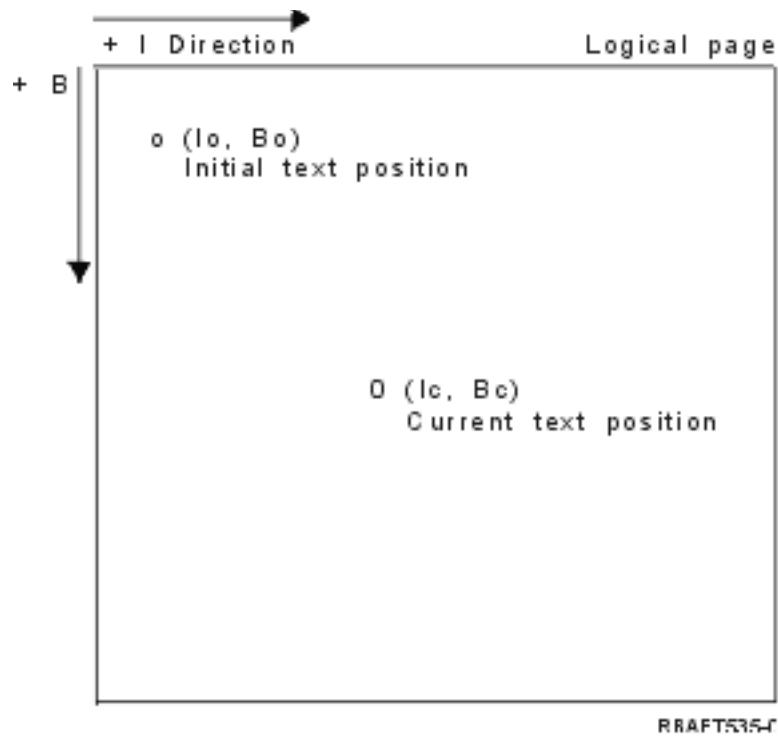 + I Direction
Logical page
+ B
o (Io, Bo)
Initial text position
O (Ic, Bc)
Current text position